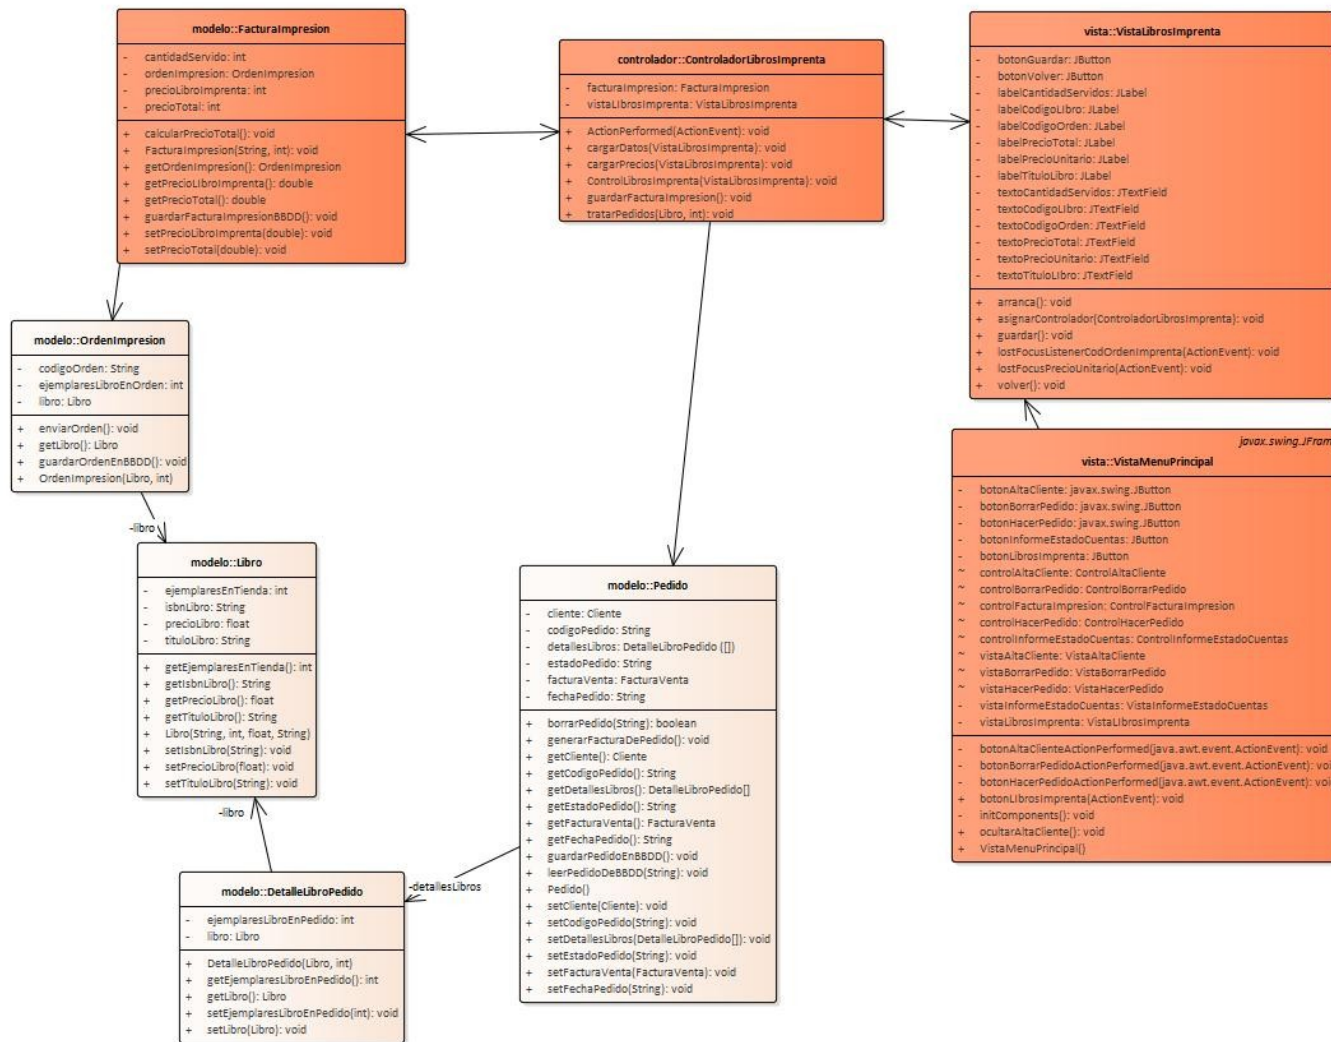 modelo::FacturaImpresion
- cantidadServido: int
- ordenImpresion: OrdenImpresion
- precioLibroImprenta: int
- precioTotal: int
+ calcularPrecioTotal(): void
+ FacturaImpresion(String, int): void
+ getOrdenImpresion(): OrdenImpresion
+ getPrecioLibroImprenta(): double
+ getPrecioTotal(): double
+ guardarFacturaImpresionBBDD(): void
+ setPrecioLibroImprenta(double): void
+ setPrecioTotal(double): void
controlador::ControladorLibrosImprenta
- facturaImpresion: FacturaImpresion
- vistaLIbrosImprenta: VistaLibrosImprenta
+ ActionPerformed(ActionEvent): void
+ cargarDatos(VistaLibrosImprenta): void
+ cargarPrecios(VistaLibrosImprenta): void
+ ControlLibrosImprenta(VistaLibrosImprenta): void
+ guardarFacturaImpresion(): void
+ tratarPedidos(Libro, int): void
vista::VistaLibrosImprenta
- botonGuardar: JButton
- botonVolver: JButton
- labelCantidadServidos: JLabel
- labelCodigoLIbro: JLabel
- labelCodigoOrden: JLabel
- labelPrecioTotal: JLabel
- labelPrecioUnitario: JLabel
- labelTituloLibro: JLabel
- textoCantidadServidos: JTextField
- textoCodigoLIbro: JTextField
- textoCodigoOrden: JTextField
- textoPrecioTotal: JTextField
- textoPrecioUnitario: JTextField
- textoTituloLIbro: JTextField
+ arranca(): void
+ asignarControlador(ControladorLibrosImprenta): void
+ guardar(): void
+ lostFocusListenerCodOrdenImprenta(ActionEvent): void
+ lostFocusPrecioUnitario(ActionEvent): void
+ volver(): void
modelo::OrdenImpresion
- codigoOrden: String
- ejemplaresLibroEnOrden: int
- libro: Libro
+ enviarOrden(): void
+ getLibro(): Libro
+ guardarOrdenEnBBDD(): void
+ OrdenImpresion(Libro, int)
-libro
modelo::Libro
- ejemplaresEnTienda: int
- isbnLibro: String
- precioLibro: float
- tituloLibro: String
+ getEjemplaresEnTienda(): int
+ getIsbnLibro(): String
+ getPrecioLibro(): float
+ getTituloLibro(): String
+ Libro(String, int, float, String)
+ setIsbnLibro(String): void
+ setPrecioLibro(float): void
+ setTituloLibro(String): void
-libro
modelo::DetalleLibroPedido
- ejemplaresLibroEnPedido: int
- libro: Libro
+ DetalleLibroPedido(Libro, int)
+ getEjemplaresLibroEnPedido(): int
+ getLibro(): Libro
+ setEjemplaresLibroEnPedido(int): void
+ setLibro(Libro): void
-detallesLibros
modelo::Pedido
- cliente: Cliente
- codigoPedido: String
- detallesLibros: DetalleLibroPedido ([])
- estadoPedido: String
- facturaVenta: FacturaVenta
- fechaPedido: String
+ borrarPedido(String): boolean
+ generarFacturaDePedido(): void
+ getCliente(): Cliente
+ getCodigoPedido(): String
+ getDetallesLibros(): DetalleLibroPedido[]
+ getEstadoPedido(): String
+ getFacturaVenta(): FacturaVenta
+ getFechaPedido(): String
+ guardarPedidoEnBBDD(): void
+ leerPedidoDeBBDD(String): void
+ Pedido()
+ setCliente(Cliente): void
+ setCodigoPedido(String): void
+ setDetallesLibros(DetalleLibroPedido[]): void
+ setEstadoPedido(String): void
+ setFacturaVenta(FacturaVenta): void
+ setFechaPedido(String): void
javax.swing.JFram
vista::VistaMenuPrincipal
- botonAltaCliente: javax.swing.JButton
- botonBorrarPedido: javax.swing.JButton
- botonHacerPedido: javax.swing.JButton
- botonInformeEstadoCuentas: JButton
- botonLibrosImprenta: JButton
~ controlAltaCliente: ControlAltaCliente
~ controlBorrarPedido: ControlBorrarPedido
~ controlFacturaImpresion: ControlFacturaImpresion
~ controlHacerPedido: ControlHacerPedido
~ controlInformeEstadoCuentas: ControlInformeEstadoCuentas
~ vistaAltaCliente: VistaAltaCliente
~ vistaBorrarPedido: VistaBorrarPedido
~ vistaHacerPedido: VistaHacerPedido
- vistaInformeEstadoCuentas: VistaInformeEstadoCuentas
- vistaLibrosImprenta: VistaLIbrosImprenta
- botonAltaClienteActionPerformed(java.awt.event.ActionEvent): void
- botonBorrarPedidoActionPerformed(java.awt.event.ActionEvent): voi
- botonHacerPedidoActionPerformed(java.awt.event.ActionEvent): voi
+ botonLIbrosImprenta(ActionEvent): void
- initComponents(): void
+ ocultarAltaCliente(): void
+ VistaMenuPrincipal()